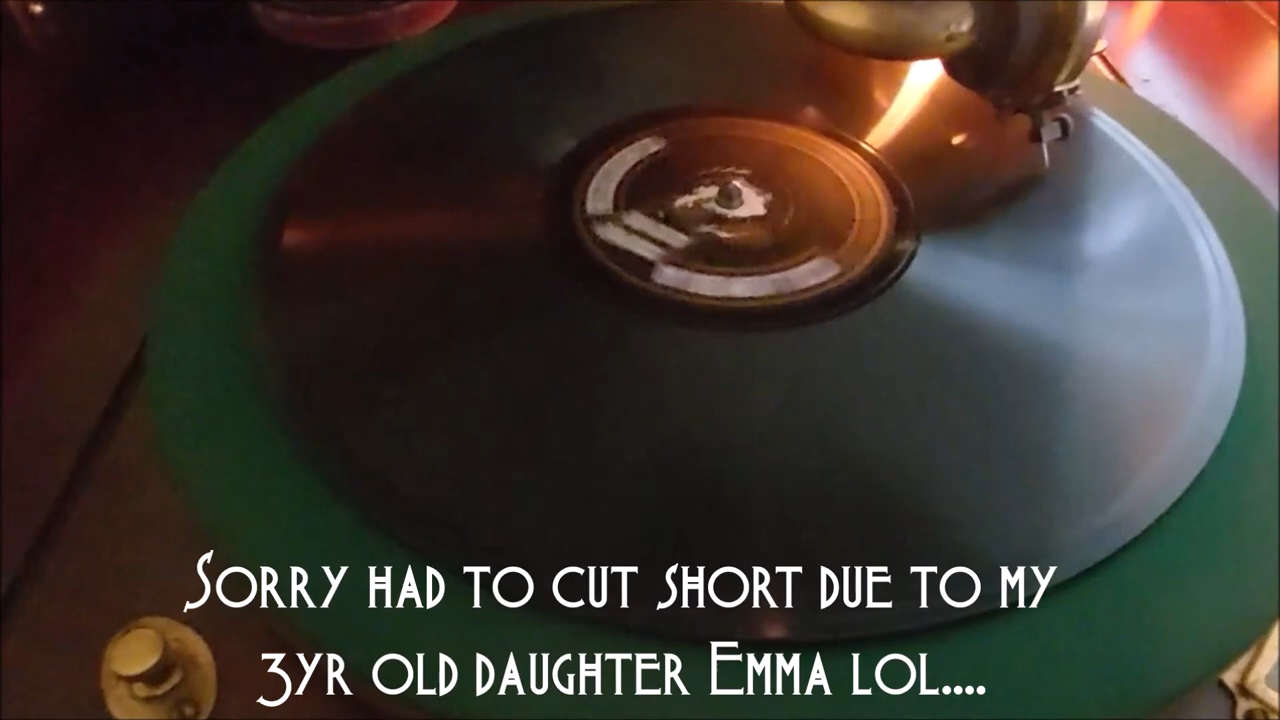 Sorry had to cut short due to my
3yr old daughter Emma lol....